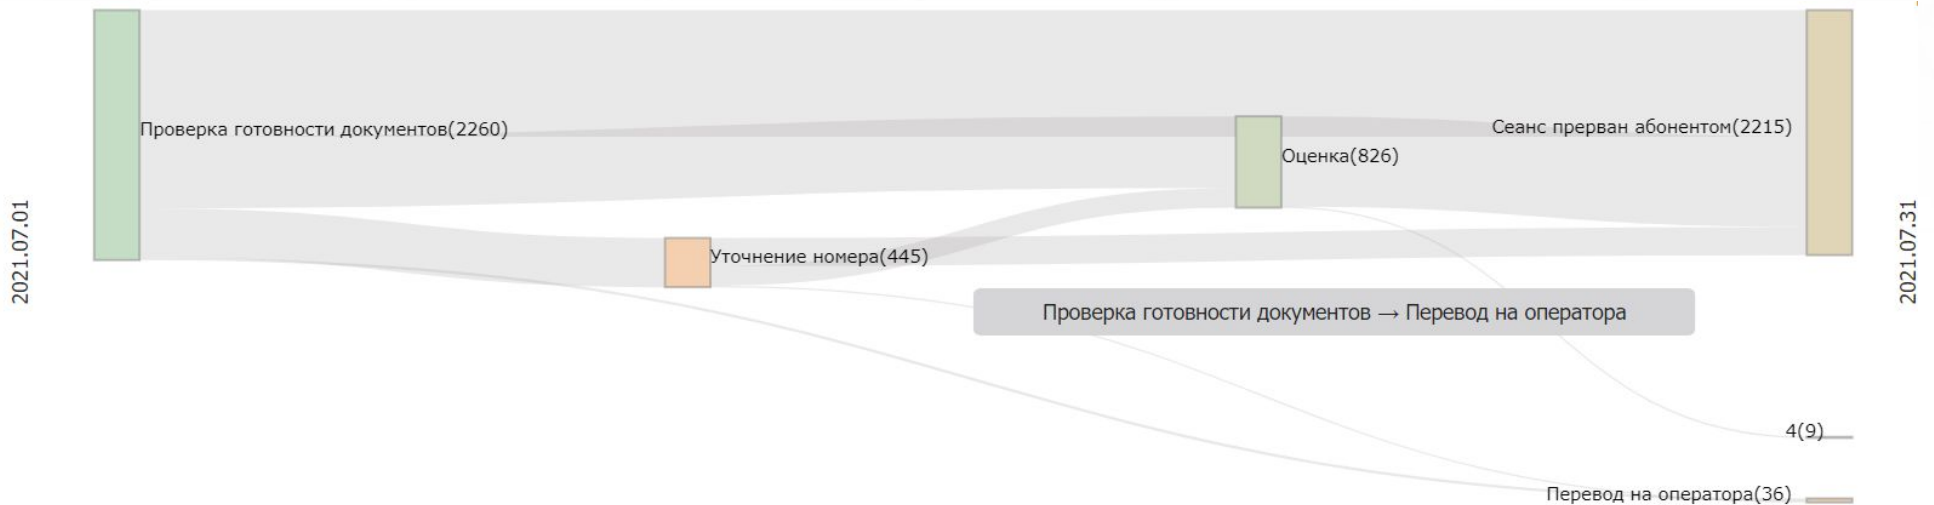 2021.07.01
Проверка готовности документов(2260)
Уточнение номера(445)
Оценка(826)
Сеанс прерван абонентом(2215)
Проверка готовности документов → Перевод на оператора
4(9)
Перевод на оператора(36)
2021.07.31